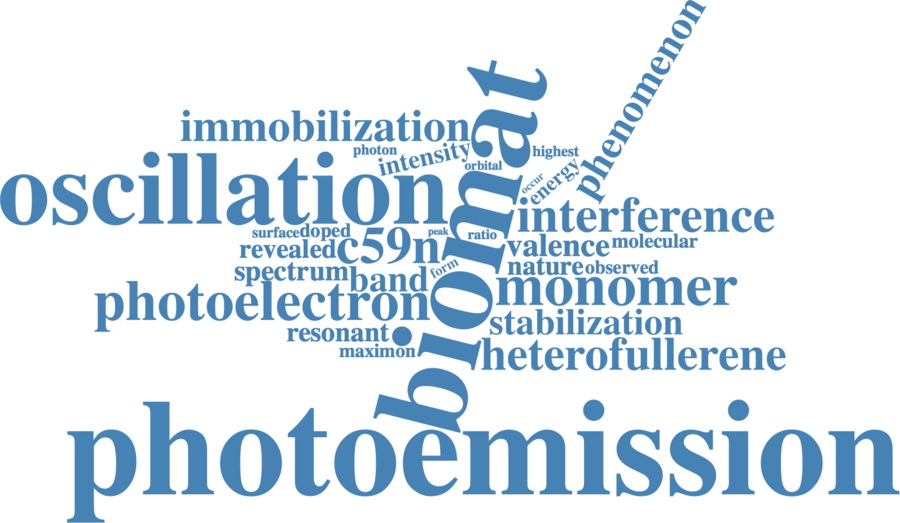 phenomenon
biomat
immobilization
photon
intensity
orbital
highest
occur
energy
oscillation
interference
surface
doped
peak
ratio
revealed
c59n
valence
molecular
spectrum
band
form
nature
observed
photoelectron
monomer
resonant
stabilization
maximon
heterofullerene
photoemission